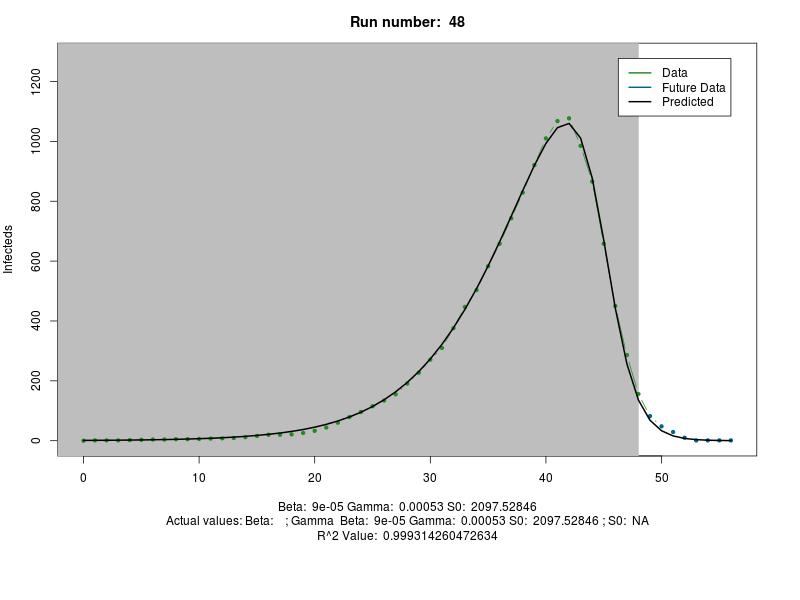 Run number: 48
Data
Future Data
Predicted
Infecteds
1200
1000
800
600
400
200
0
0 10 20 30 40 50
Beta: 9e-05 Gamma: 0.00053 S0: 2097.52846
Actual values: Beta: ; Gamma Beta: 9e-05 Gamma: 0.00053 S0: 2097.52846 ; S0: NA
R^2 Value: 0.999314260472634